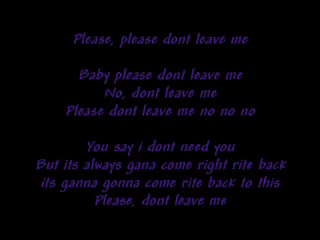 Please, please dont leave me
Baby please dont leave me
No, dont leave me
Please dont leave me no no no
You say i dont need you
But its always gana come right rite back
its ganna gonna come rite back to this
Please, dont leave me